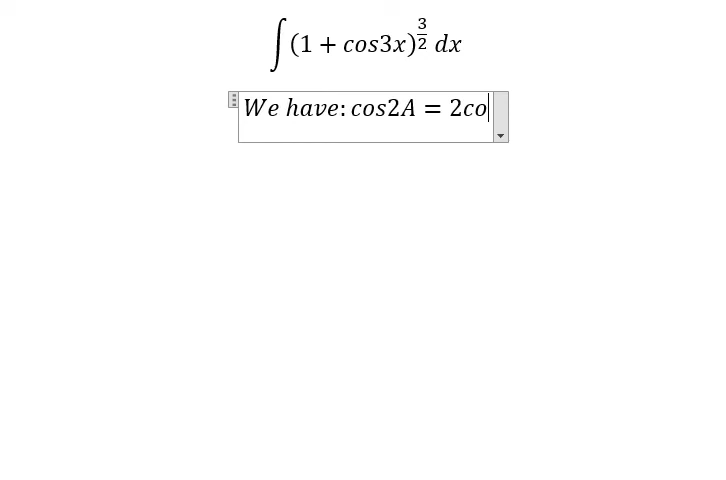 ∫(1 + cos3x)^(3/2) dx
We have: cos2A = 2co